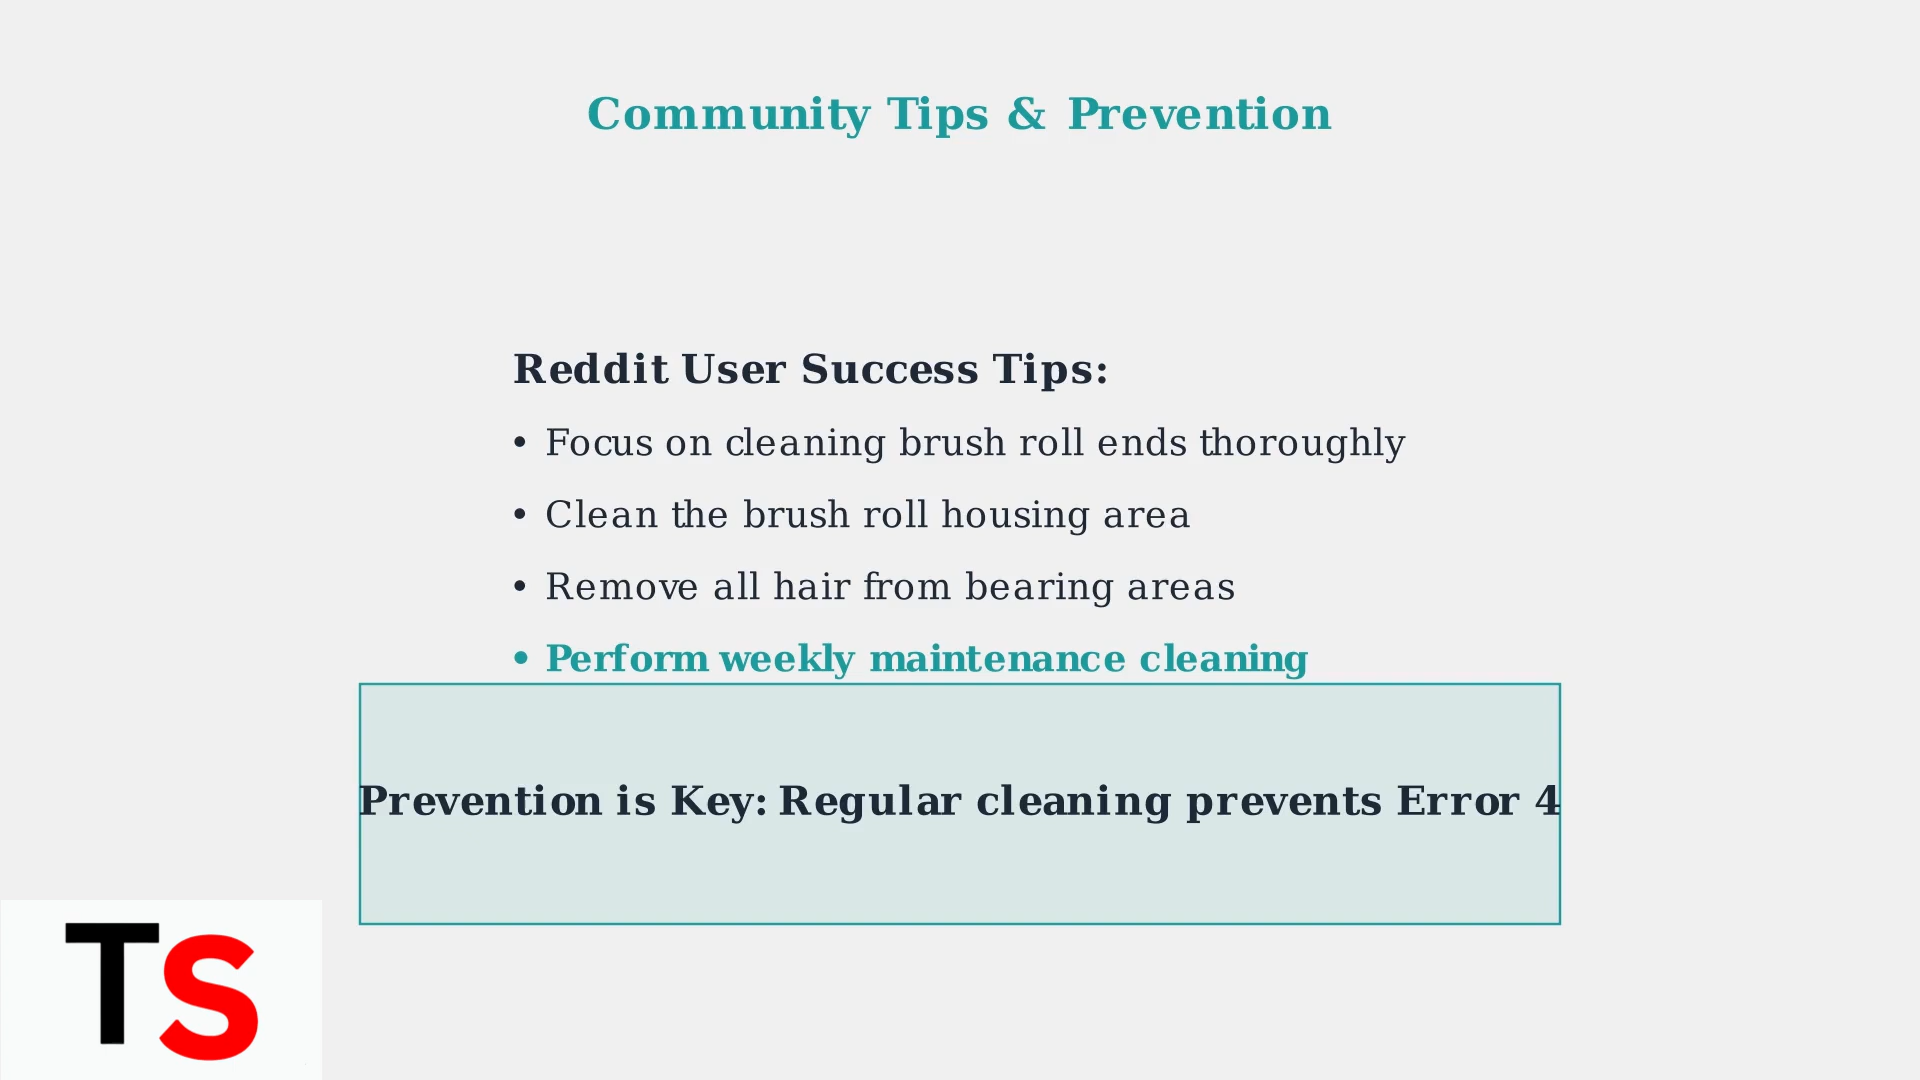 Community Tips & Prevention
Reddit User Success Tips:
• Focus on cleaning brush roll ends thoroughly
• Clean the brush roll housing area
• Remove all hair from bearing areas
• Perform weekly maintenance cleaning
Prevention is Key: Regular cleaning prevents Error 4
TS